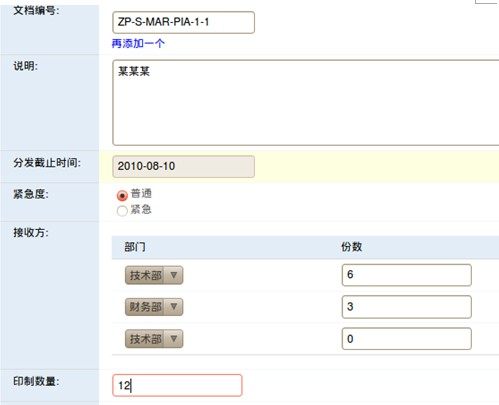 文档编号:
ZP-S-MAR-PIA-1-1
再添加一个
说明:
某某某
分发截止时间:
2010-08-10
紧急度:
普通
紧急
接收方:
部门 份数
技术部 6
财务部 3
技术部 0
印制数量:
12